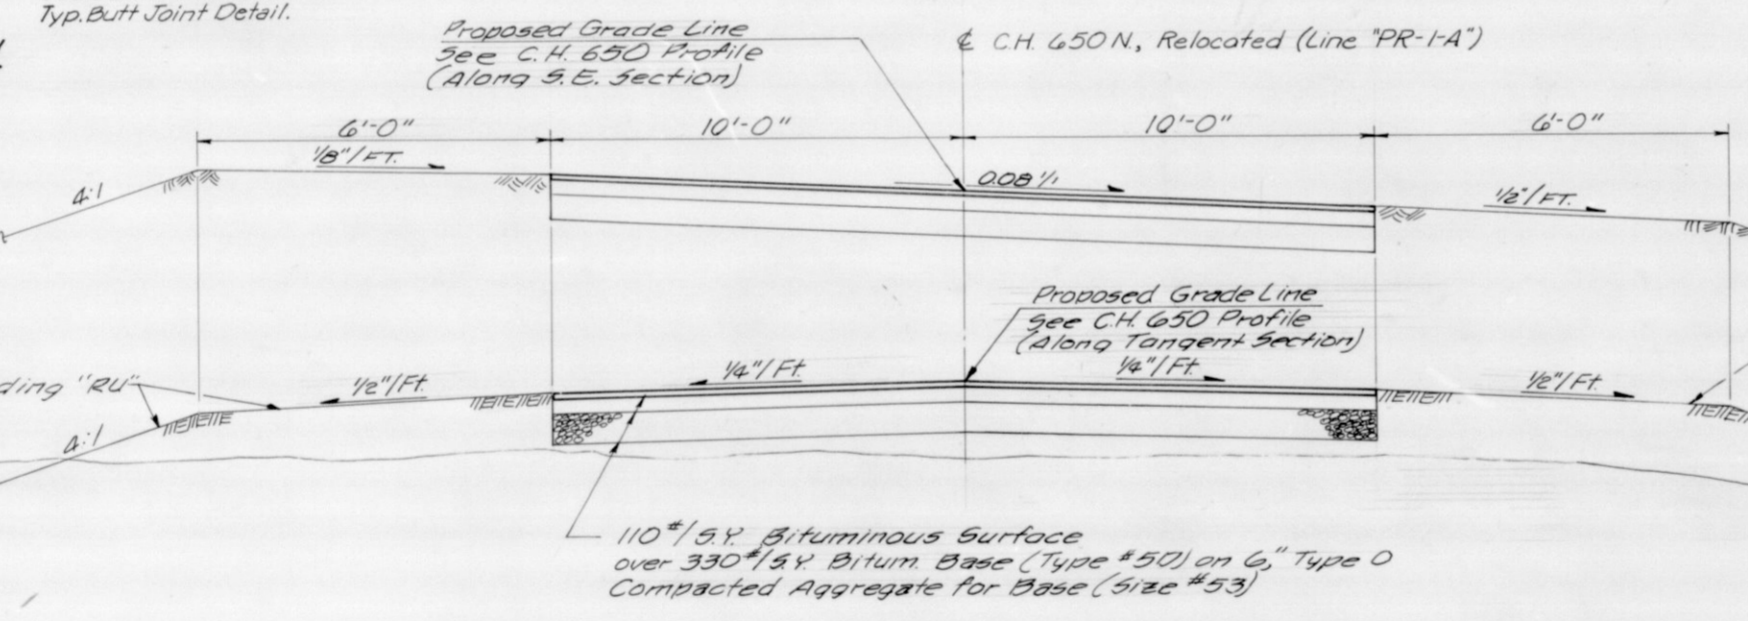 Typ. Butt Joint Detail.
Proposed Grade Line
See C.H. 650 Profile
(Along S.E. Section)
℄ C.H. 650 N., Relocated (Line "PR-1-A")
6'-0"
10'-0"
10'-0"
6'-0"
1/8"/FT.
4:1
0.08 '/'
1/2"/FT.
Proposed Grade Line
See C.H. 650 Profile
(Along Tangent Section)
ding "RU"
1/2"/Ft
1/4"/Ft
1/4"/Ft
1/2"/Ft
4:1
110#/S.Y. Bituminous Surface
over 330#/S.Y. Bitum. Base (Type #50) on 6", Type O
Compacted Aggregate for Base (Size #53)